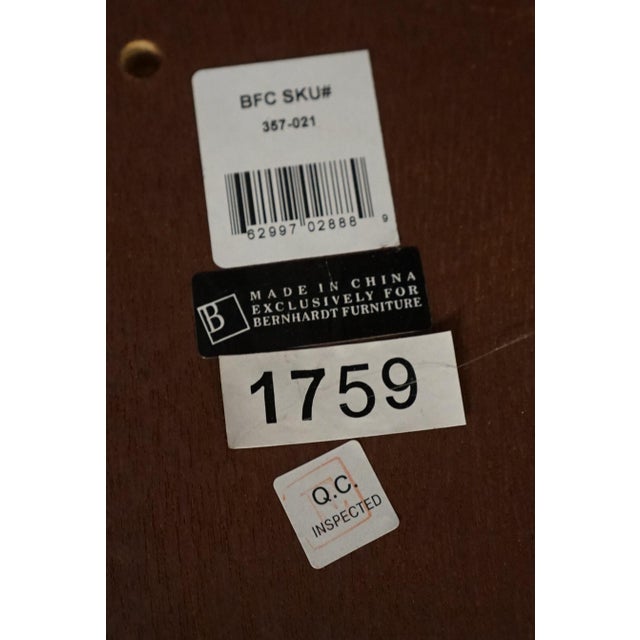 BFC SKU#
357-021
62997 02888 9
B
MADE IN CHINA
EXCLUSIVELY FOR
BERNHARDT FURNITURE
1759
Q.C.
INSPECTED